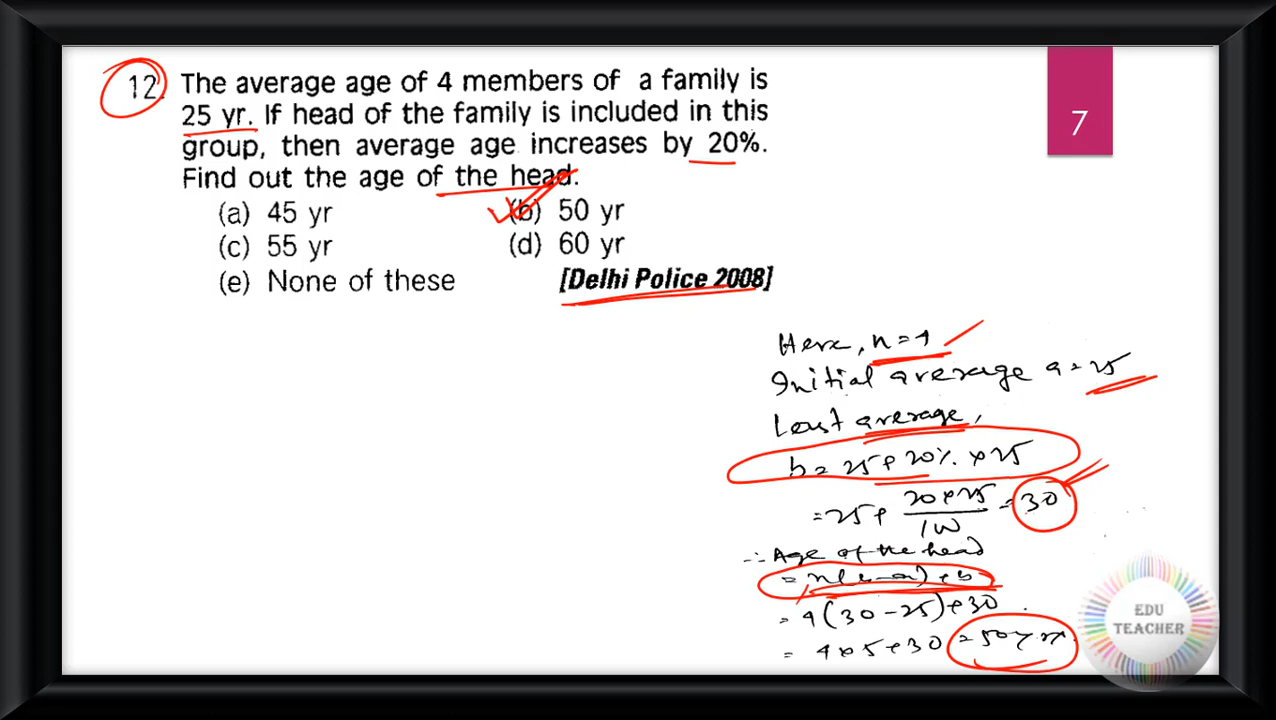 12. The average age of 4 members of a family is
25 yr. If head of the family is included in this
group, then average age increases by 20%.
Find out the age of the head.
(a) 45 yr (b) 50 yr
(c) 55 yr (d) 60 yr
(e) None of these [Delhi Police 2008]
7
Here, n = 4
Initial average a = 25
Last average,
b = 25 + 20% × 25
= 25 + 20 × 25 / 100 = 30
∴ Age of the head
= n(b - a) + b
= 4(30 - 25) + 30
= 4 × 5 + 30 = 50 yr
EDU
TEACHER